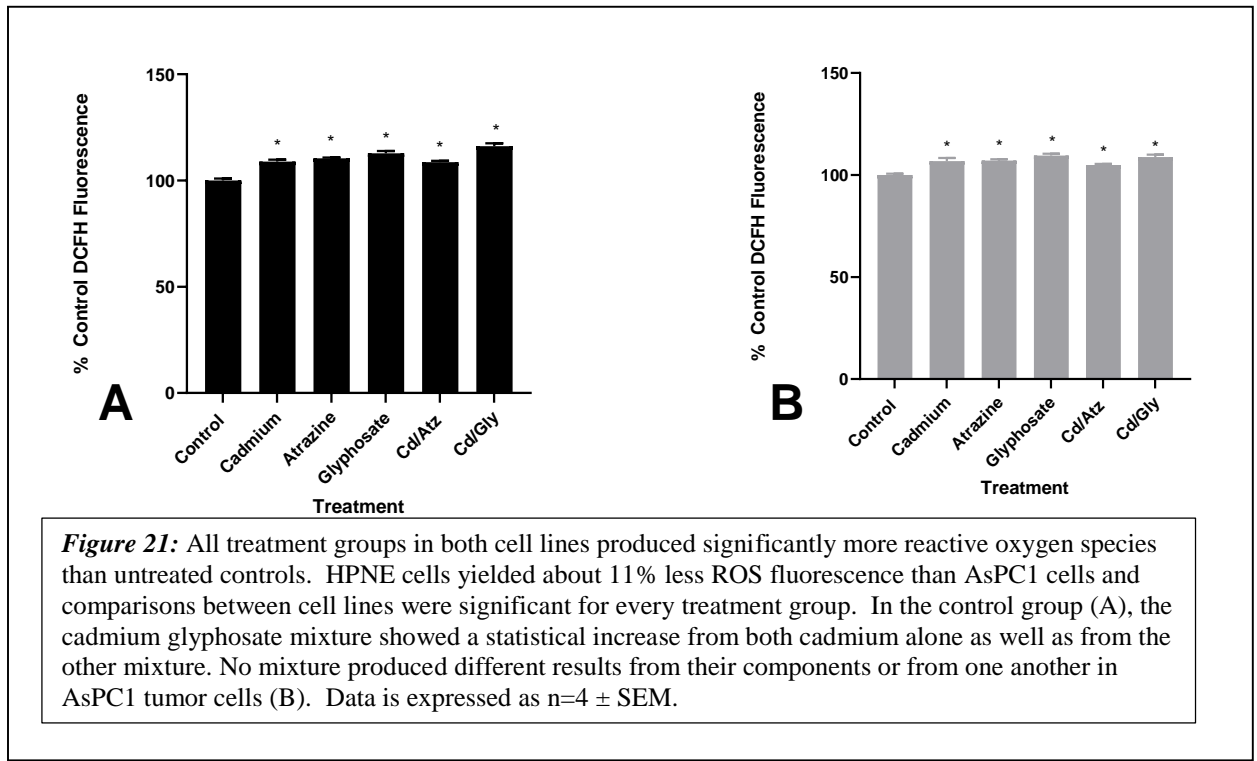 150
100
50
0
% Control DCFH Fluorescence
* * * * *
Control
Cadmium
Atrazine
Glyphosate
Cd/Atz
Cd/Gly
Treatment
A
150
100
50
0
% Control DCFH Fluorescence
* * * * *
Control
Cadmium
Atrazine
Glyphosate
Cd/Atz
Cd/Gly
Treatment
B
Figure 21: All treatment groups in both cell lines produced significantly more reactive oxygen species
than untreated controls. HPNE cells yielded about 11% less ROS fluorescence than AsPC1 cells and
comparisons between cell lines were significant for every treatment group. In the control group (A), the
cadmium glyphosate mixture showed a statistical increase from both cadmium alone as well as from the
other mixture. No mixture produced different results from their components or from one another in
AsPC1 tumor cells (B). Data is expressed as n=4 ± SEM.